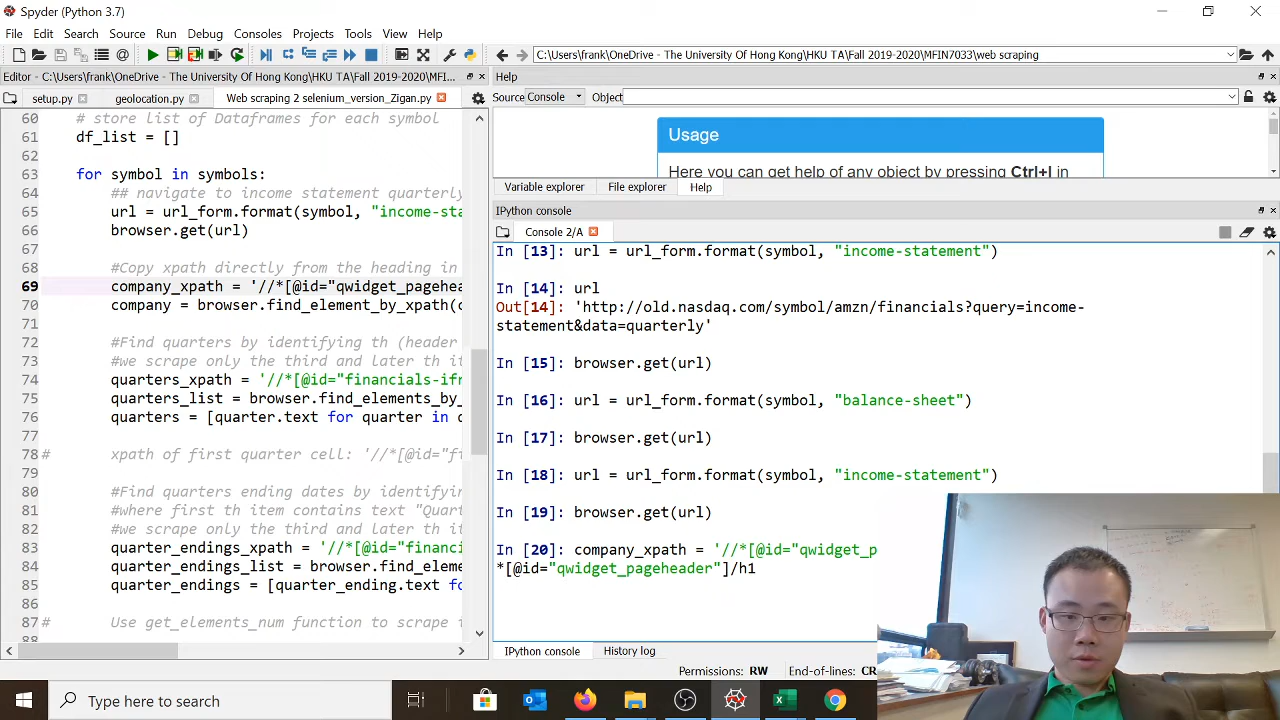 Spyder (Python 3.7)
File Edit Search Source Run Debug Consoles Projects Tools View Help
C:\Users\frank\OneDrive - The University Of Hong Kong\HKU TA\Fall 2019-2020\MFIN7033\web scraping
Editor - C:\Users\frank\OneDrive - The University Of Hong Kong\HKU TA\Fall 2019-2020\MFI...
setup.py
geolocation.py
Web scraping 2 selenium_version_Zigan.py
60 # store list of Dataframes for each symbol
61 df_list = []
62
63 for symbol in symbols:
64 ## navigate to income statement quarterly
65 url = url_form.format(symbol, "income-sta
66 browser.get(url)
67
68 #Copy xpath directly from the heading in
69 company_xpath = '//*[@id="qwidget_pagehea
70 company = browser.find_element_by_xpath(c
71
72 #Find quarters by identifying th (header
73 #we scrape only the third and later th it
74 quarters_xpath = '//*[@id="financials-ifr
75 quarters_list = browser.find_elements_by_
76 quarters = [quarter.text for quarter in q
77
78 # xpath of first quarter cell: '//*[@id="f
79
80 #Find quarters ending dates by identifyin
81 #where first th item contains text "Quart
82 #we scrape only the third and later th it
83 quarter_endings_xpath = '//*[@id="financi
84 quarter_endings_list = browser.find_eleme
85 quarter_endings = [quarter_ending.text fo
86
87 # Use get_elements_num function to scrape
88
Help
Source Console Object
Usage
Here you can get help of any object by pressing Ctrl+I in
Variable explorer File explorer Help
IPython console
Console 2/A
In [13]: url = url_form.format(symbol, "income-statement")
In [14]: url
Out[14]: 'http://old.nasdaq.com/symbol/amzn/financials?query=income-
statement&data=quarterly'
In [15]: browser.get(url)
In [16]: url = url_form.format(symbol, "balance-sheet")
In [17]: browser.get(url)
In [18]: url = url_form.format(symbol, "income-statement")
In [19]: browser.get(url)
In [20]: company_xpath = '//*[@id="qwidget_p
*[@id="qwidget_pageheader"]/h1
IPython console History log
Permissions: RW End-of-lines: CR
Type here to search